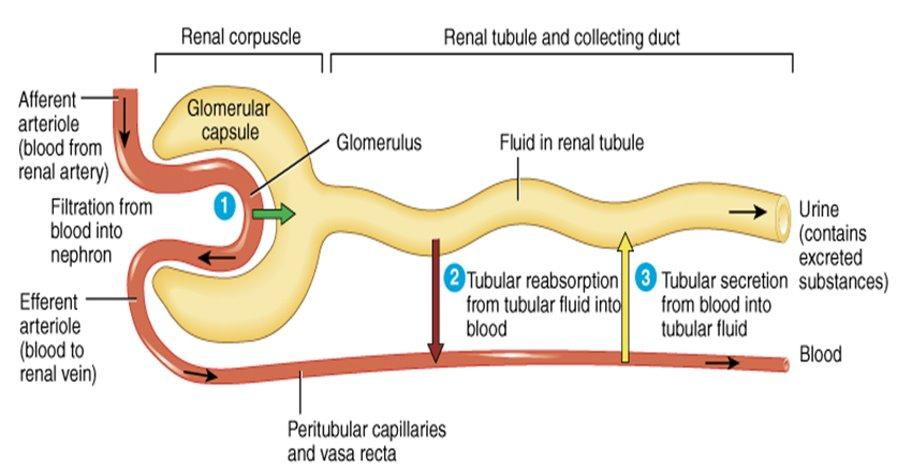 Renal corpuscle
Renal tubule and collecting duct
Afferent
arteriole
(blood from
renal artery)
Glomerular
capsule
Glomerulus
Fluid in renal tubule
Filtration from
blood into
nephron
1
Urine
(contains
excreted
substances)
Efferent
arteriole
(blood to
renal vein)
2 Tubular reabsorption
from tubular fluid into
blood
3 Tubular secretion
from blood into
tubular fluid
Blood
Peritubular capillaries
and vasa recta